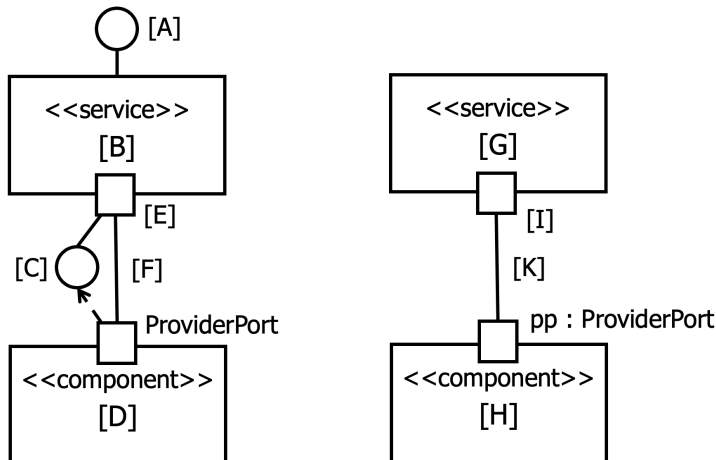 [A]
<<service>>
[B]
[E]
[C]
[F]
ProviderPort
<<component>>
[D]
<<service>>
[G]
[I]
[K]
pp : ProviderPort
<<component>>
[H]